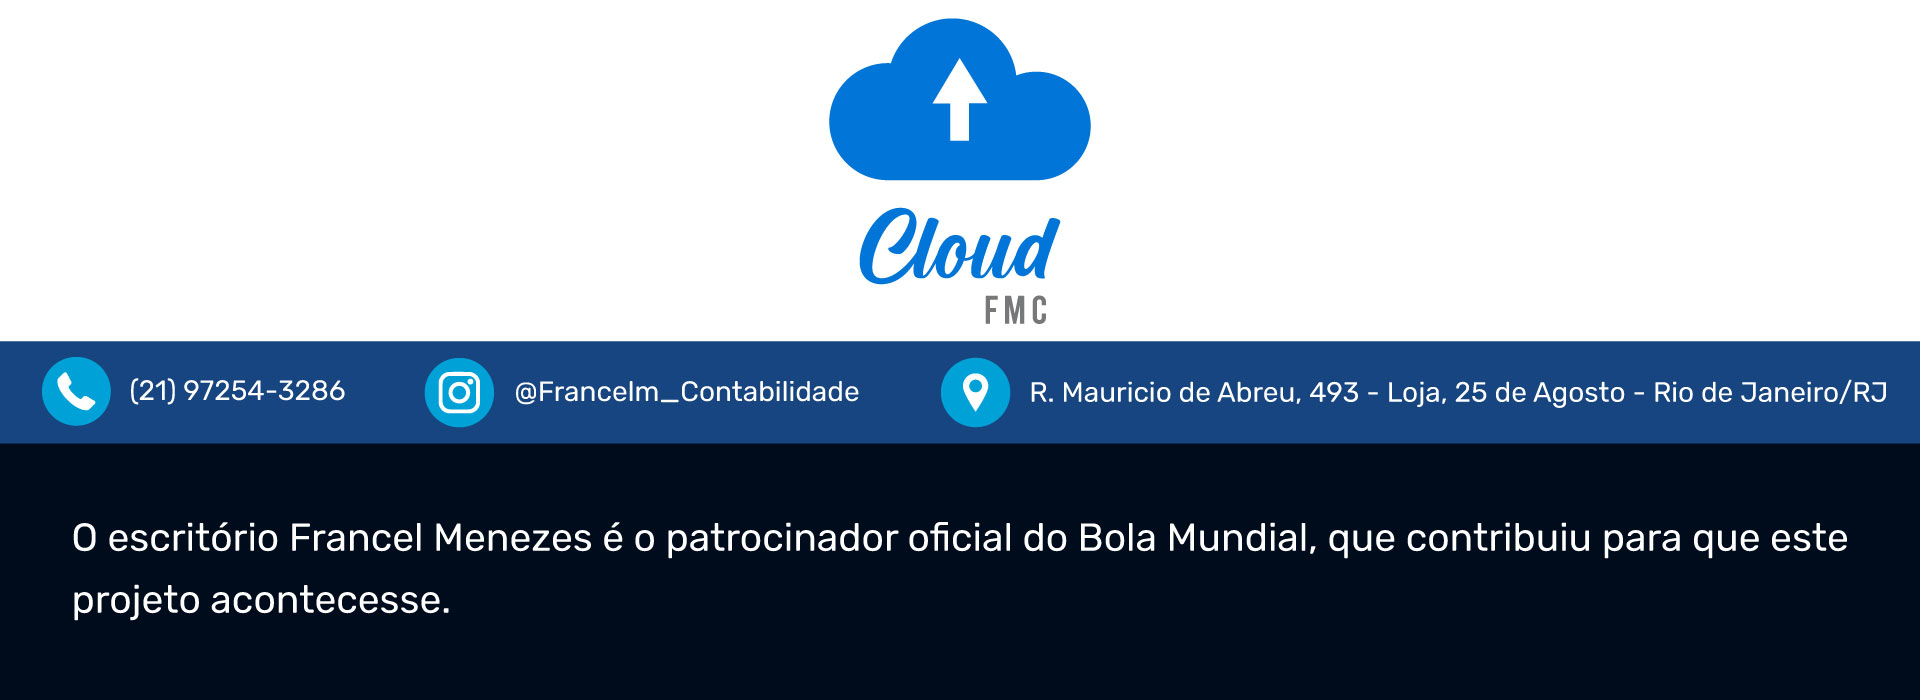 Cloud
FMC
(21) 97254-3286
@Francelm_Contabilidade
R. Mauricio de Abreu, 493 - Loja, 25 de Agosto - Rio de Janeiro/RJ
O escritório Francel Menezes é o patrocinador oficial do Bola Mundial, que contribuiu para que este
projeto acontecesse.